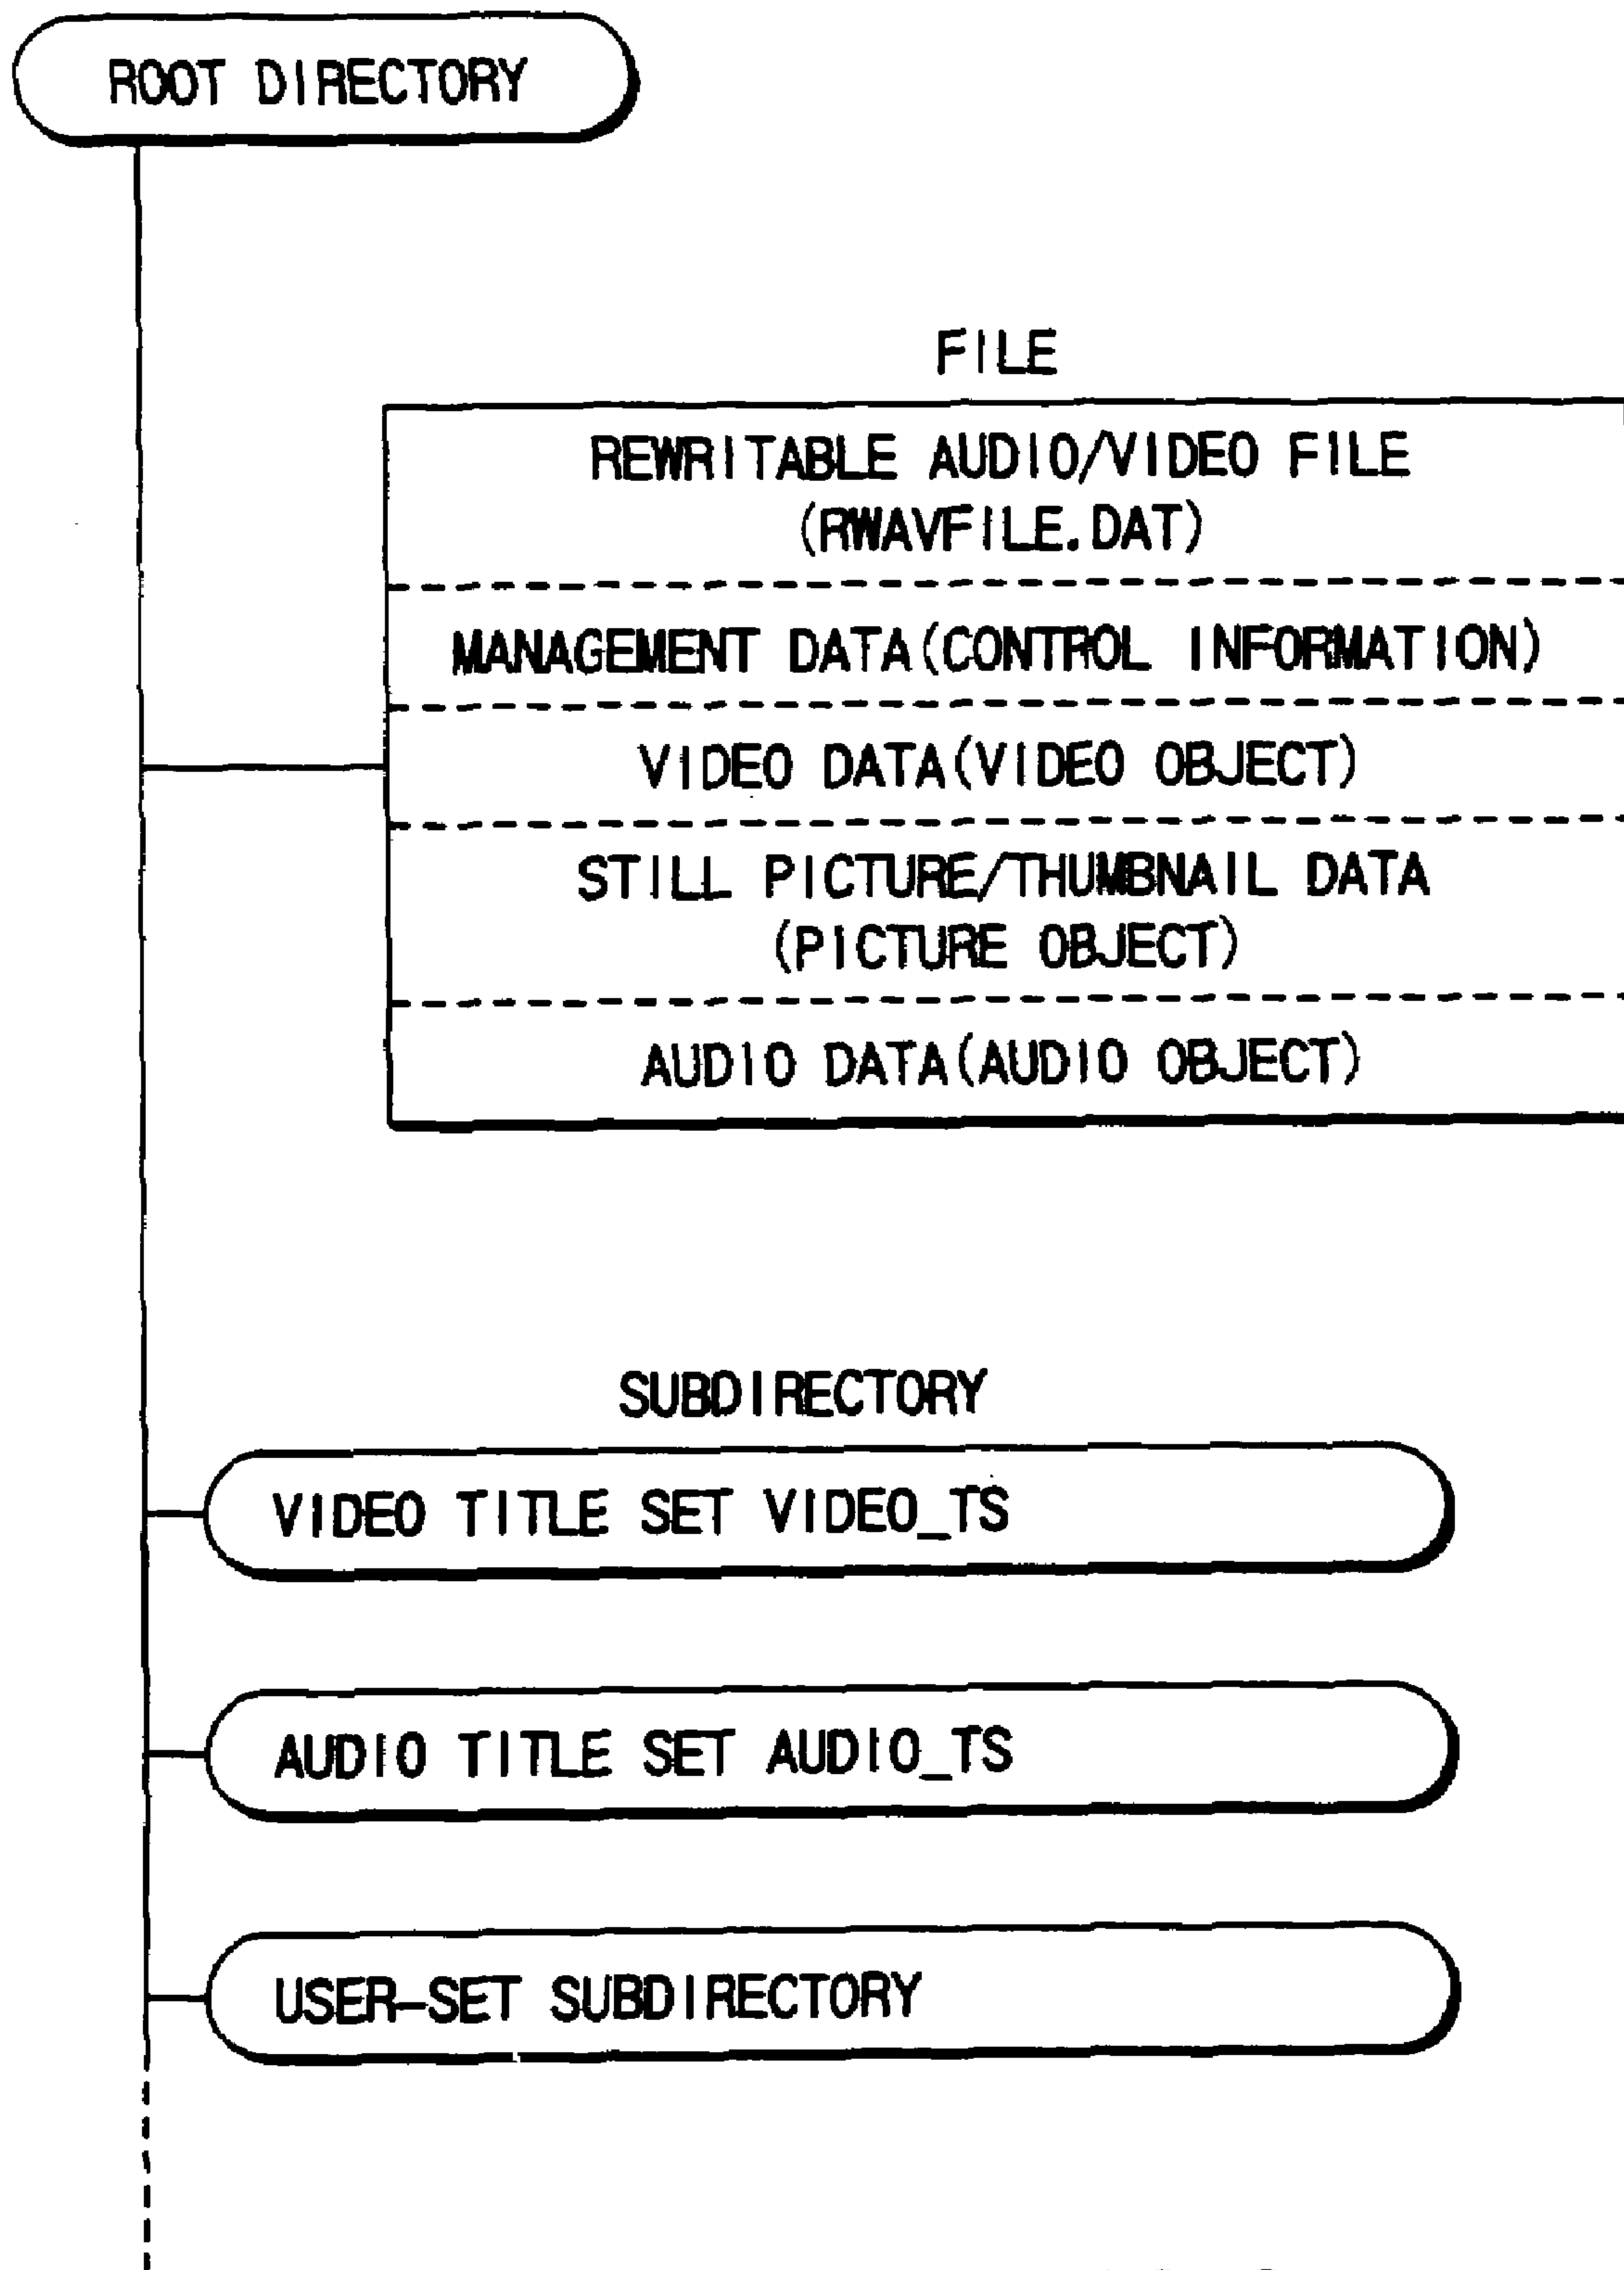 ROOT DIRECTORY
FILE
REWRITABLE AUDIO/VIDEO FILE
(RWAVFILE.DAT)
MANAGEMENT DATA(CONTROL INFORMATION)
VIDEO DATA(VIDEO OBJECT)
STILL PICTURE/THUMBNAIL DATA
(PICTURE OBJECT)
AUDIO DATA(AUDIO OBJECT)
SUBDIRECTORY
VIDEO TITLE SET VIDEO_TS
AUDIO TITLE SET AUDIO_TS
USER-SET SUBDIRECTORY